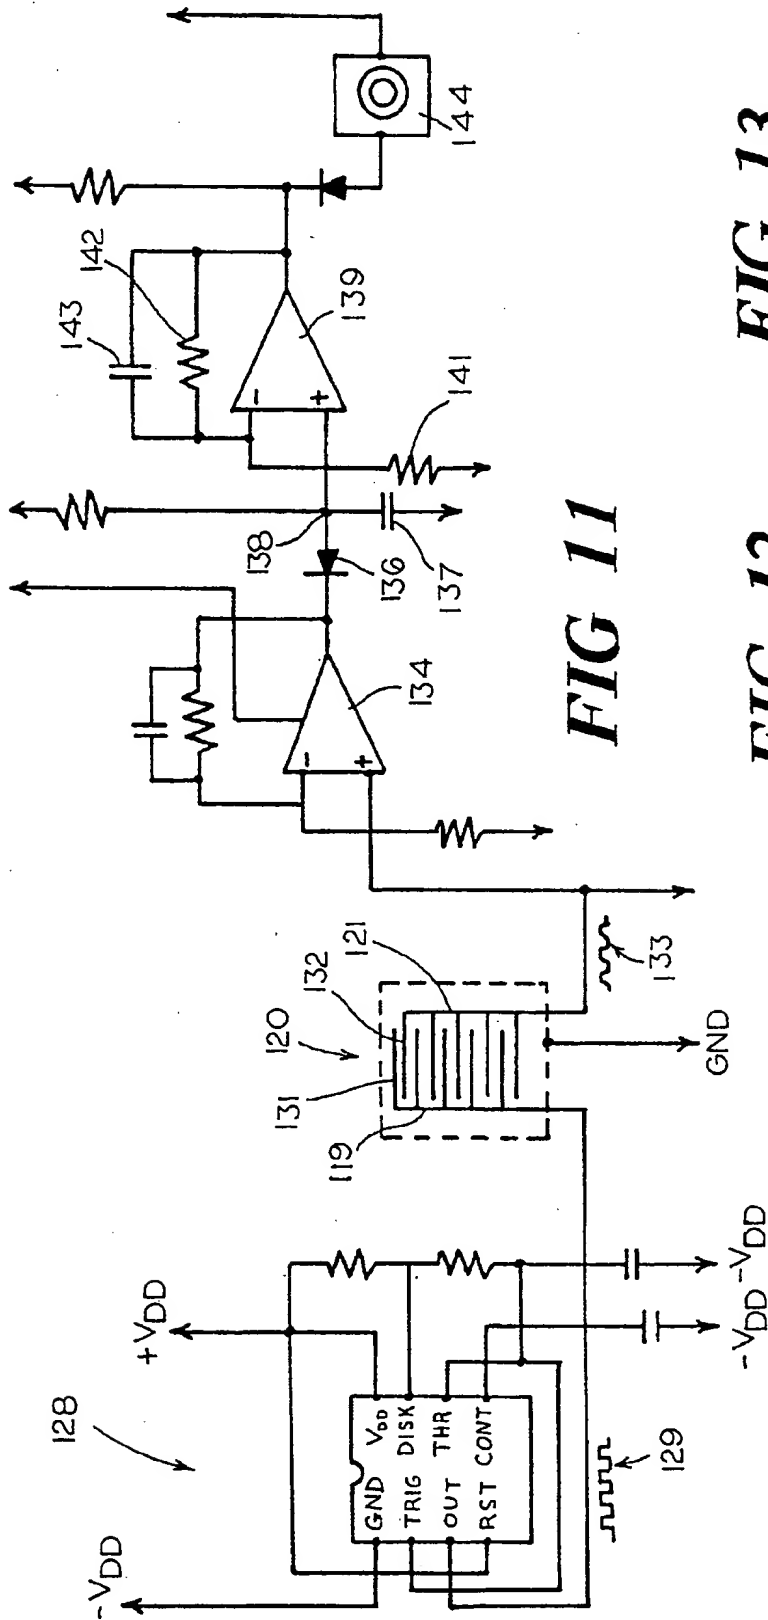 -VDD
128
+VDD
GND VDD
TRIG DISK
OUT THR
RST CONT
129
-VDD
-VDD
119
131
120
132
121
GND
133
134
-
+
138
136
137
FIG 11
143
142
-
+
139
141
144
FIG 12
FIG 13